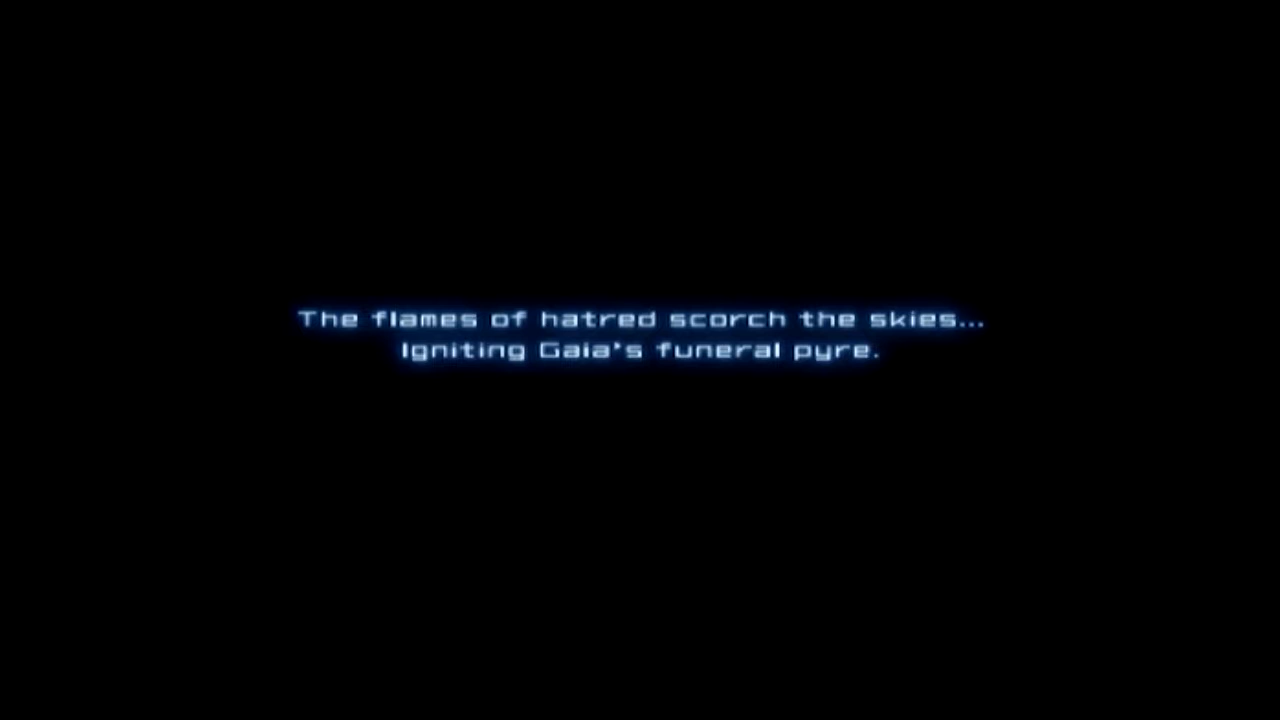 The flames of hatred scorch the skies...
Igniting Gaia's funeral pyre.